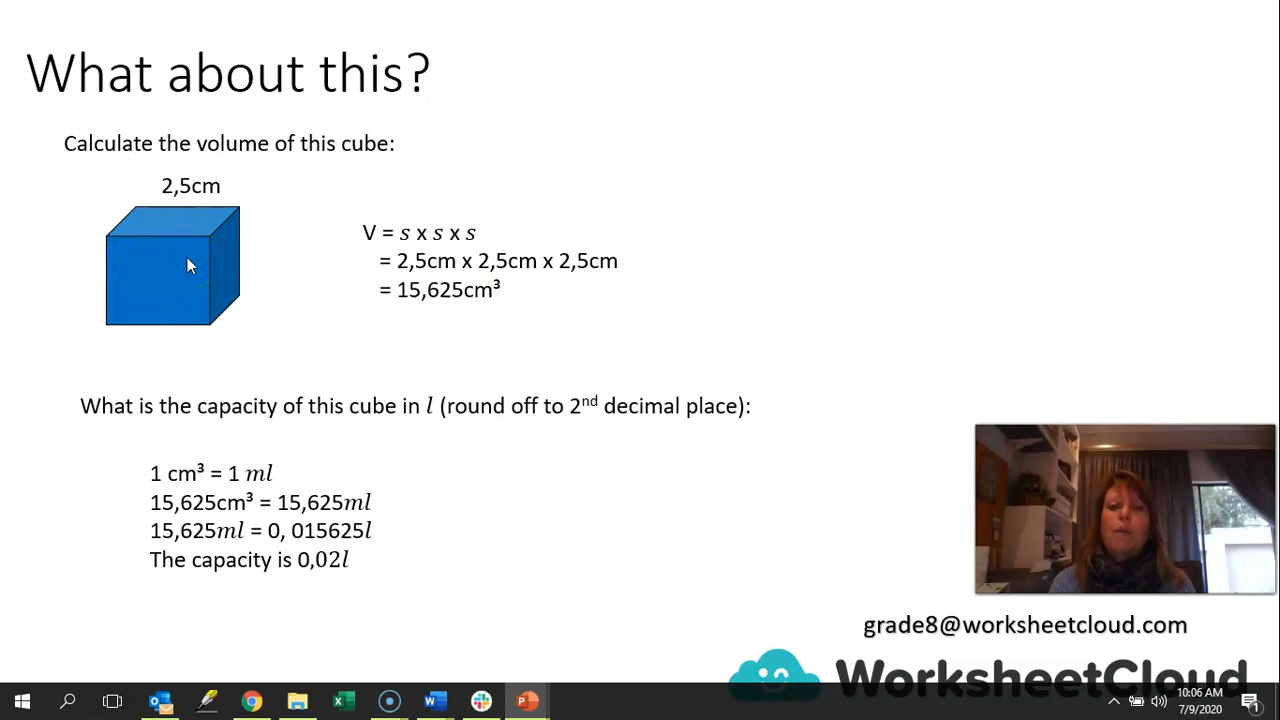 What about this?
Calculate the volume of this cube:
2,5cm
V = s x s x s
= 2,5cm x 2,5cm x 2,5cm
= 15,625cm³
What is the capacity of this cube in l (round off to 2nd decimal place):
1 cm³ = 1 ml
15,625cm³ = 15,625ml
15,625ml = 0, 015625l
The capacity is 0,02l
grade8@worksheetcloud.com
WorksheetCloud
10:06 AM
7/9/2020